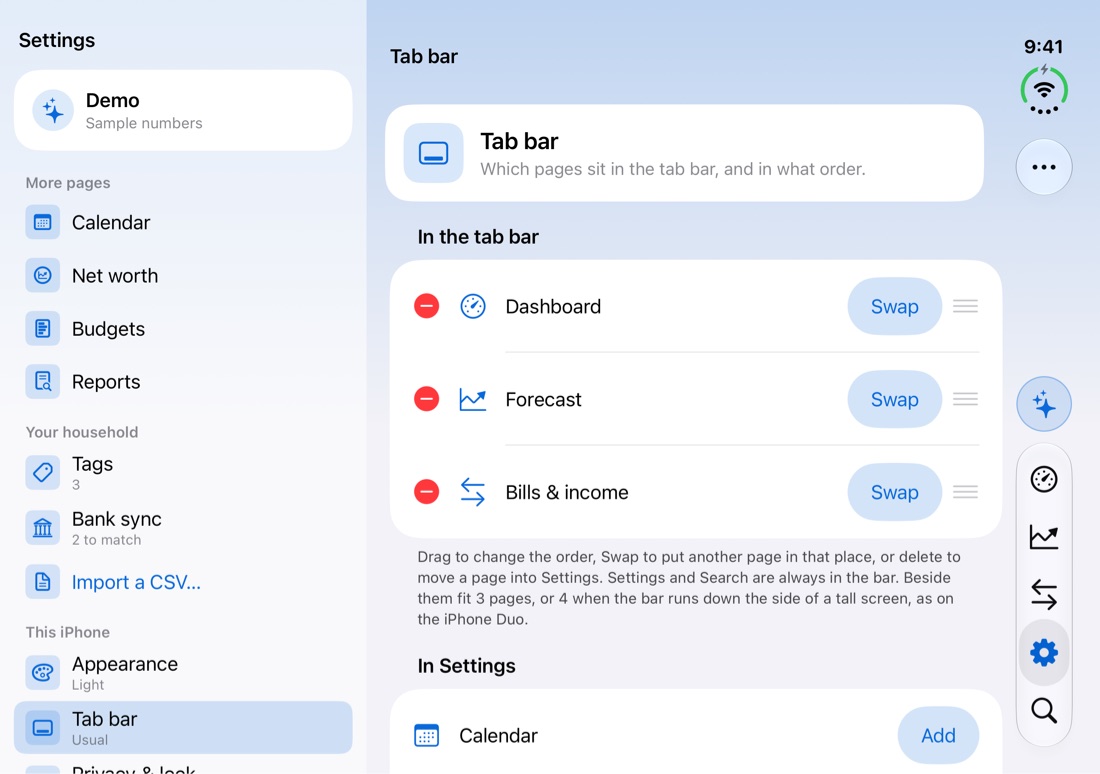 Settings
Demo
Sample numbers
More pages
Calendar
Net worth
Budgets
Reports
Your household
Tags
3
Bank sync
2 to match
Import a CSV...
This iPhone
Appearance
Light
Tab bar
Usual
Privacy & lock
Tab bar
Tab bar
Which pages sit in the tab bar, and in what order.
In the tab bar
Dashboard
Swap
Forecast
Swap
Bills & income
Swap
Drag to change the order, Swap to put another page in that place, or delete to
move a page into Settings. Settings and Search are always in the bar. Beside
them fit 3 pages, or 4 when the bar runs down the side of a tall screen, as on
the iPhone Duo.
In Settings
Calendar
Add
9:41